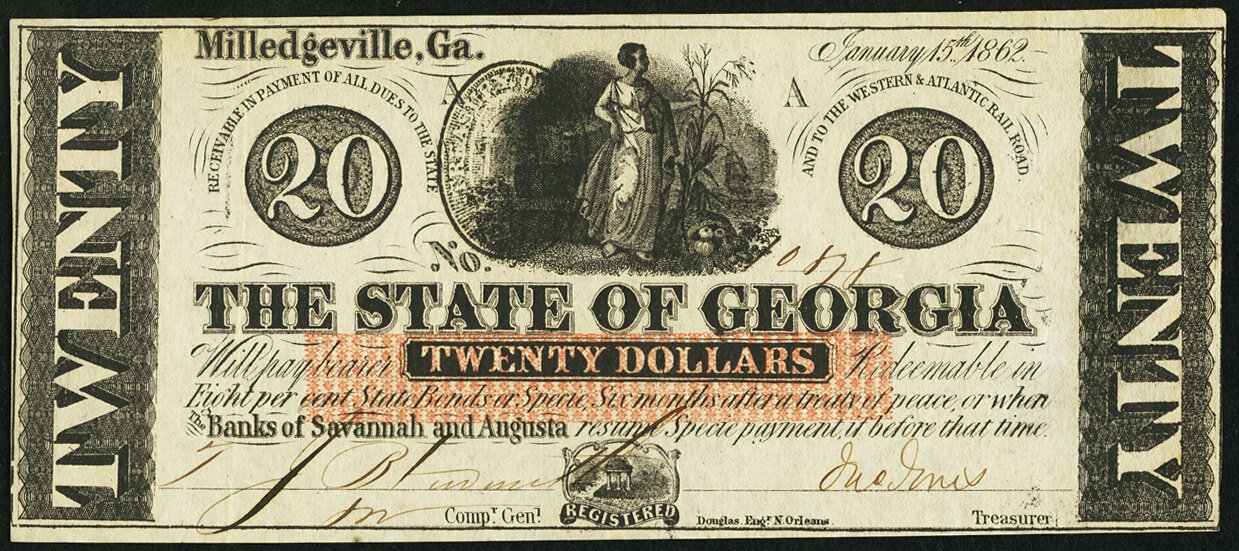 TWENTY
Milledgeville, Ga.
January 15th 1862
RECEIVABLE IN PAYMENT OF ALL DUES TO THE STATE
20
A
A
AND TO THE WESTERN & ATLANTIC RAIL ROAD.
20
No.
THE STATE OF GEORGIA
Will pay bearer TWENTY DOLLARS Redeemable in
Eight per cent State Bonds or Specie, Six months after a treaty of peace, or when
The Banks of Savannah and Augusta resume Specie payment, if before that time.
Jno Jones
Compr. Genl.
REGISTERED
Douglas. Engr. N. Orleans.
Treasurer
TWENTY